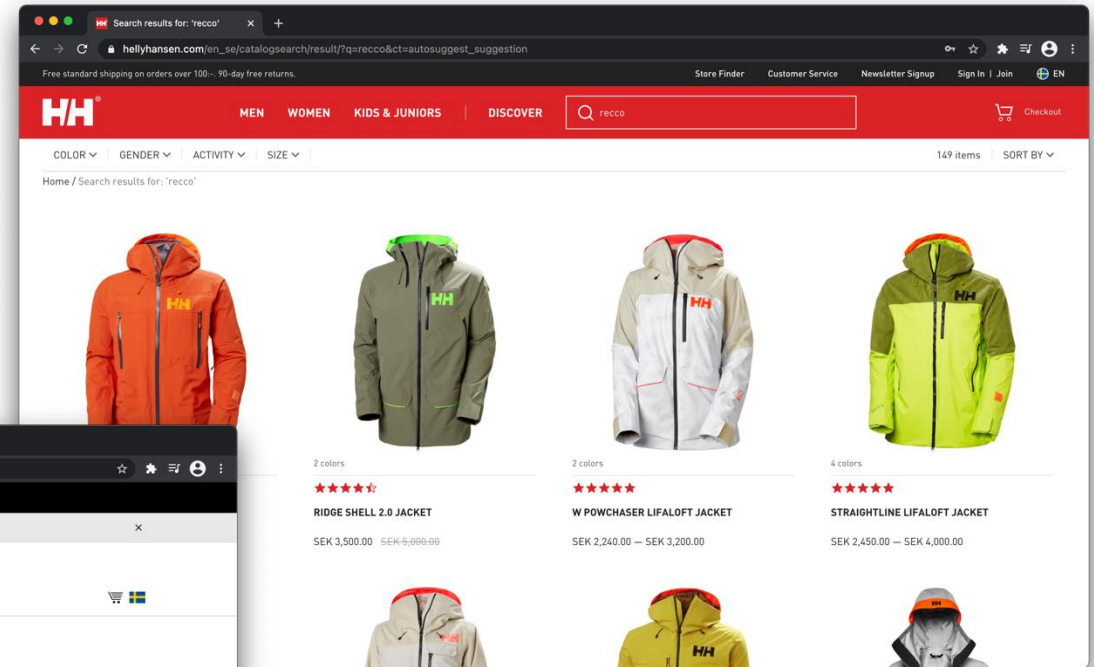 Search results for: 'recco'
hellyhansen.com/en_se/catalogsearch/result/?q=recco&ct=autosuggest_suggestion
Free standard shipping on orders over 100:-. 90-day free returns.
Store Finder Customer Service Newsletter Signup Sign In | Join EN
HH® MEN WOMEN KIDS & JUNIORS | DISCOVER recco Checkout
COLOR GENDER ACTIVITY SIZE 149 items SORT BY
Home / Search results for: 'recco'
HH HH HH HH
2 colors 2 colors 4 colors
RIDGE SHELL 2.0 JACKET W POWCHASER LIFALOFT JACKET STRAIGHTLINE LIFALOFT JACKET
SEK 3,500.00 SEK 5,000.00 SEK 2,240.00 — SEK 3,200.00 SEK 2,450.00 — SEK 4,000.00
HH HH HH